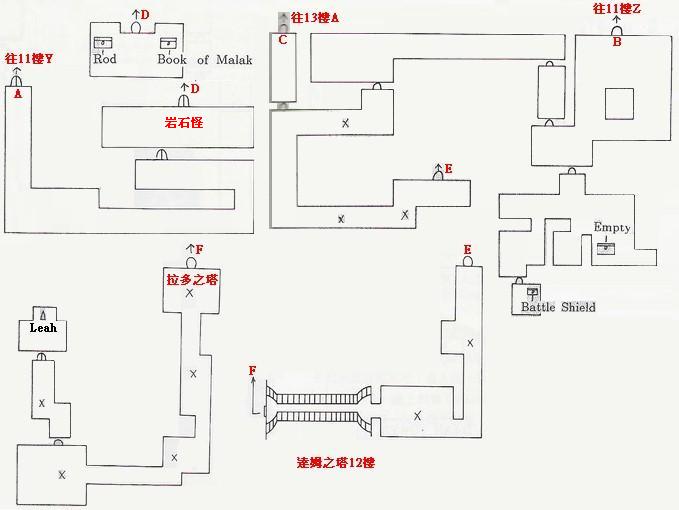 D
Rod
Book of Malak
往11樓Y
A
D
岩石怪
往13樓A
C
往11樓Z
B
X
E
X
X
Empty
Battle Shield
F
拉多之塔
X
Leah
X
X
X
X
E
X
F
X
達姆之塔12樓